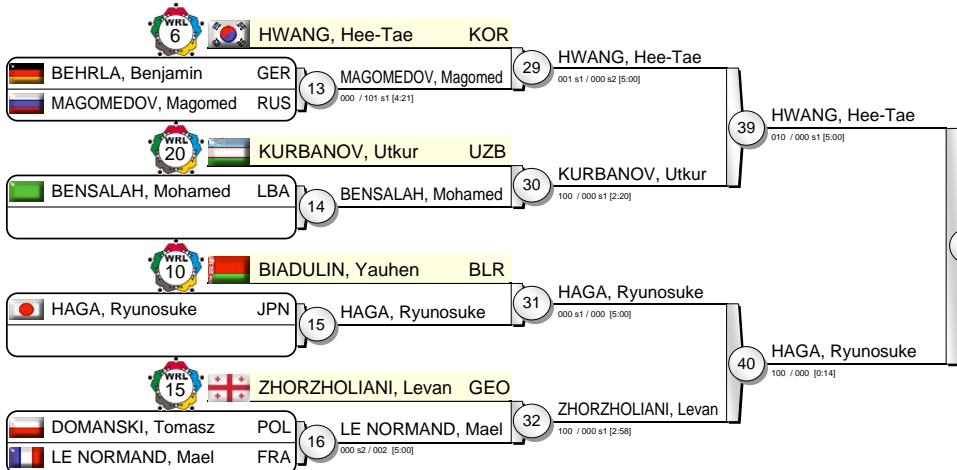 WRL
6
HWANG, Hee-Tae KOR
BEHRLA, Benjamin GER
MAGOMEDOV, Magomed RUS
13
MAGOMEDOV, Magomed
000 / 101 s1 [4:21]
29
HWANG, Hee-Tae
001 s1 / 000 s2 [5:00]
WRL
20
KURBANOV, Utkur UZB
BENSALAH, Mohamed LBA
14
BENSALAH, Mohamed
30
KURBANOV, Utkur
100 / 000 s1 [2:20]
39
HWANG, Hee-Tae
010 / 000 s1 [5:00]
WRL
10
BIADULIN, Yauhen BLR
HAGA, Ryunosuke JPN
15
HAGA, Ryunosuke
31
HAGA, Ryunosuke
000 s1 / 000 [5:00]
WRL
15
ZHORZHOLIANI, Levan GEO
DOMANSKI, Tomasz POL
LE NORMAND, Mael FRA
16
LE NORMAND, Mael
000 s2 / 002 [5:00]
32
ZHORZHOLIANI, Levan
100 / 000 s1 [2:58]
40
HAGA, Ryunosuke
100 / 000 [0:14]